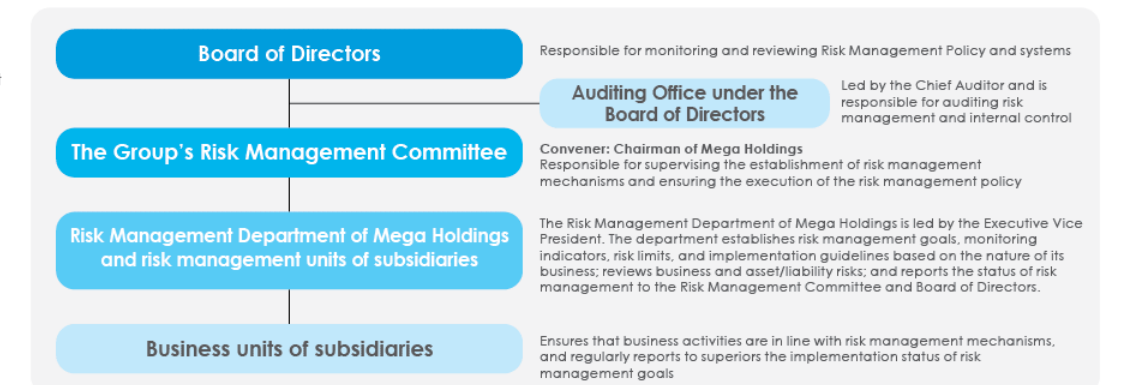 Board of Directors
Responsible for monitoring and reviewing Risk Management Policy and systems
Auditing Office under the
Board of Directors
Led by the Chief Auditor and is
responsible for auditing risk
management and internal control
The Group's Risk Management Committee
Convener: Chairman of Mega Holdings
Responsible for supervising the establishment of risk management
mechanisms and ensuring the execution of the risk management policy
Risk Management Department of Mega Holdings
and risk management units of subsidiaries
The Risk Management Department of Mega Holdings is led by the Executive Vice
President. The department establishes risk management goals, monitoring
indicators, risk limits, and implementation guidelines based on the nature of its
business; reviews business and asset/liability risks; and reports the status of risk
management to the Risk Management Committee and Board of Directors.
Business units of subsidiaries
Ensures that business activities are in line with risk management mechanisms,
and regularly reports to superiors the implementation status of risk
management goals